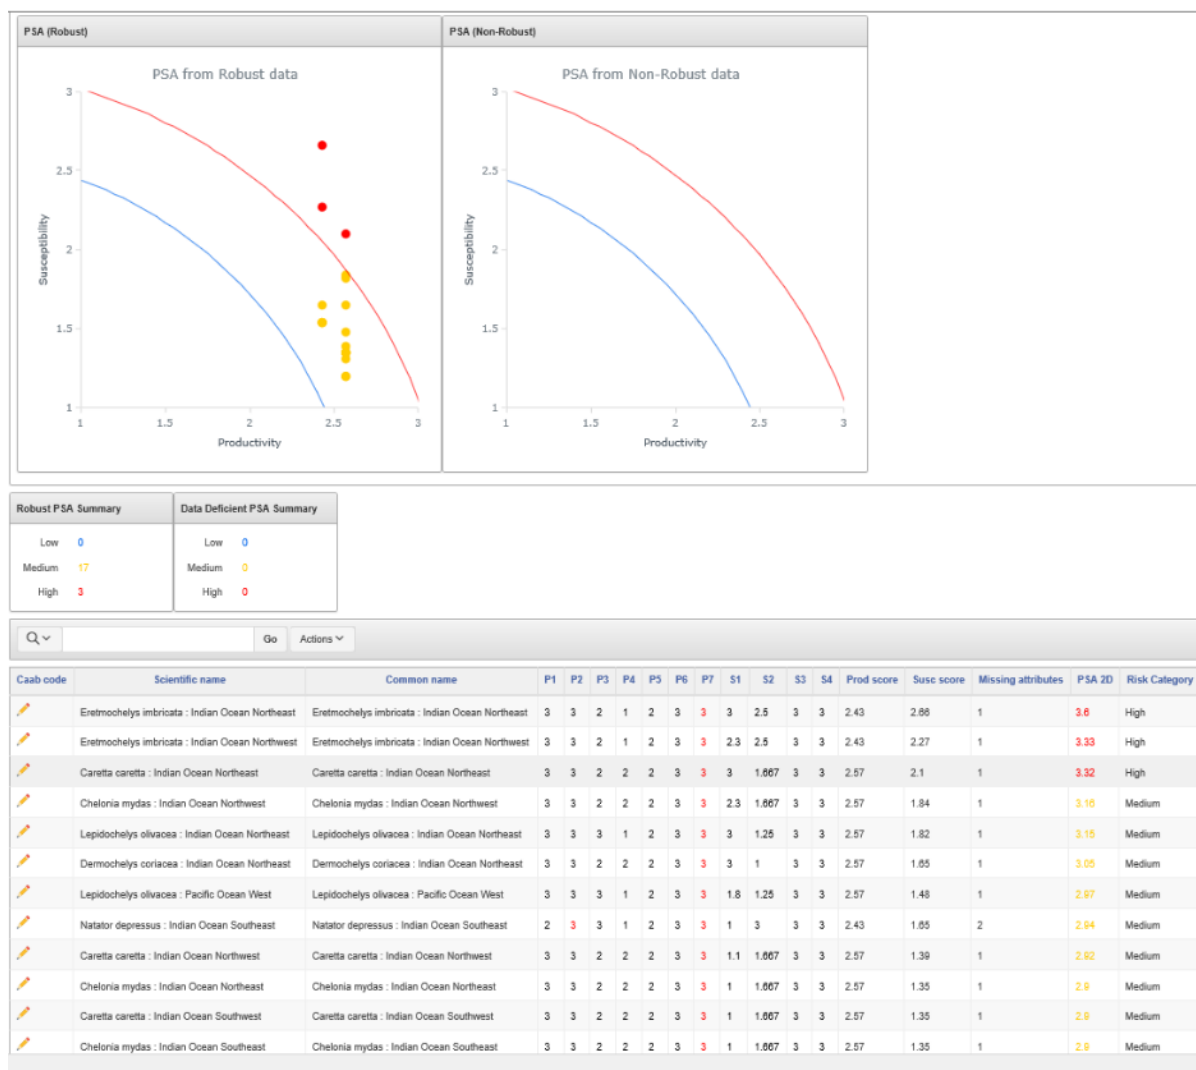 PSA (Robust)
PSA from Robust data
3
2.5
2
1.5
1
Susceptibility
1 1.5 2 2.5 3
Productivity
PSA (Non-Robust)
PSA from Non-Robust data
3
2.5
2
1.5
1
Susceptibility
1 1.5 2 2.5 3
Productivity
Robust PSA Summary
Low 0
Medium 17
High 3
Data Deficient PSA Summary
Low 0
Medium 0
High 0
Go Actions
Caab code Scientific name Common name P1 P2 P3 P4 P5 P6 P7 S1 S2 S3 S4 Prod score Susc score Missing attributes PSA 2D Risk Category
Eretmochelys imbricata : Indian Ocean Northeast Eretmochelys imbricata : Indian Ocean Northeast 3 3 2 1 2 3 3 3 2.5 3 3 2.43 2.66 1 3.6 High
Eretmochelys imbricata : Indian Ocean Northwest Eretmochelys imbricata : Indian Ocean Northwest 3 3 2 1 2 3 3 2.3 2.5 3 3 2.43 2.27 1 3.33 High
Caretta caretta : Indian Ocean Northeast Caretta caretta : Indian Ocean Northeast 3 3 2 2 2 3 3 3 1.667 3 3 2.57 2.1 1 3.32 High
Chelonia mydas : Indian Ocean Northwest Chelonia mydas : Indian Ocean Northwest 3 3 2 2 2 3 3 2.3 1.667 3 3 2.57 1.84 1 3.16 Medium
Lepidochelys olivacea : Indian Ocean Northeast Lepidochelys olivacea : Indian Ocean Northeast 3 3 3 1 2 3 3 3 1.25 3 3 2.57 1.82 1 3.15 Medium
Dermochelys coriacea : Indian Ocean Northeast Dermochelys coriacea : Indian Ocean Northeast 3 3 2 2 2 3 3 3 1 3 3 2.57 1.65 1 3.05 Medium
Lepidochelys olivacea : Pacific Ocean West Lepidochelys olivacea : Pacific Ocean West 3 3 3 1 2 3 3 1.8 1.25 3 3 2.57 1.48 1 2.97 Medium
Natator depressus : Indian Ocean Southeast Natator depressus : Indian Ocean Southeast 2 3 3 1 2 3 3 1 3 3 3 2.43 1.65 2 2.94 Medium
Caretta caretta : Indian Ocean Northwest Caretta caretta : Indian Ocean Northwest 3 3 2 2 2 3 3 1.1 1.667 3 3 2.57 1.39 1 2.92 Medium
Chelonia mydas : Indian Ocean Northeast Chelonia mydas : Indian Ocean Northeast 3 3 2 2 2 3 3 1 1.667 3 3 2.57 1.35 1 2.9 Medium
Caretta caretta : Indian Ocean Southwest Caretta caretta : Indian Ocean Southwest 3 3 2 2 2 3 3 1 1.667 3 3 2.57 1.35 1 2.9 Medium
Chelonia mydas : Indian Ocean Southeast Chelonia mydas : Indian Ocean Southeast 3 3 2 2 2 3 3 1 1.667 3 3 2.57 1.35 1 2.9 Medium